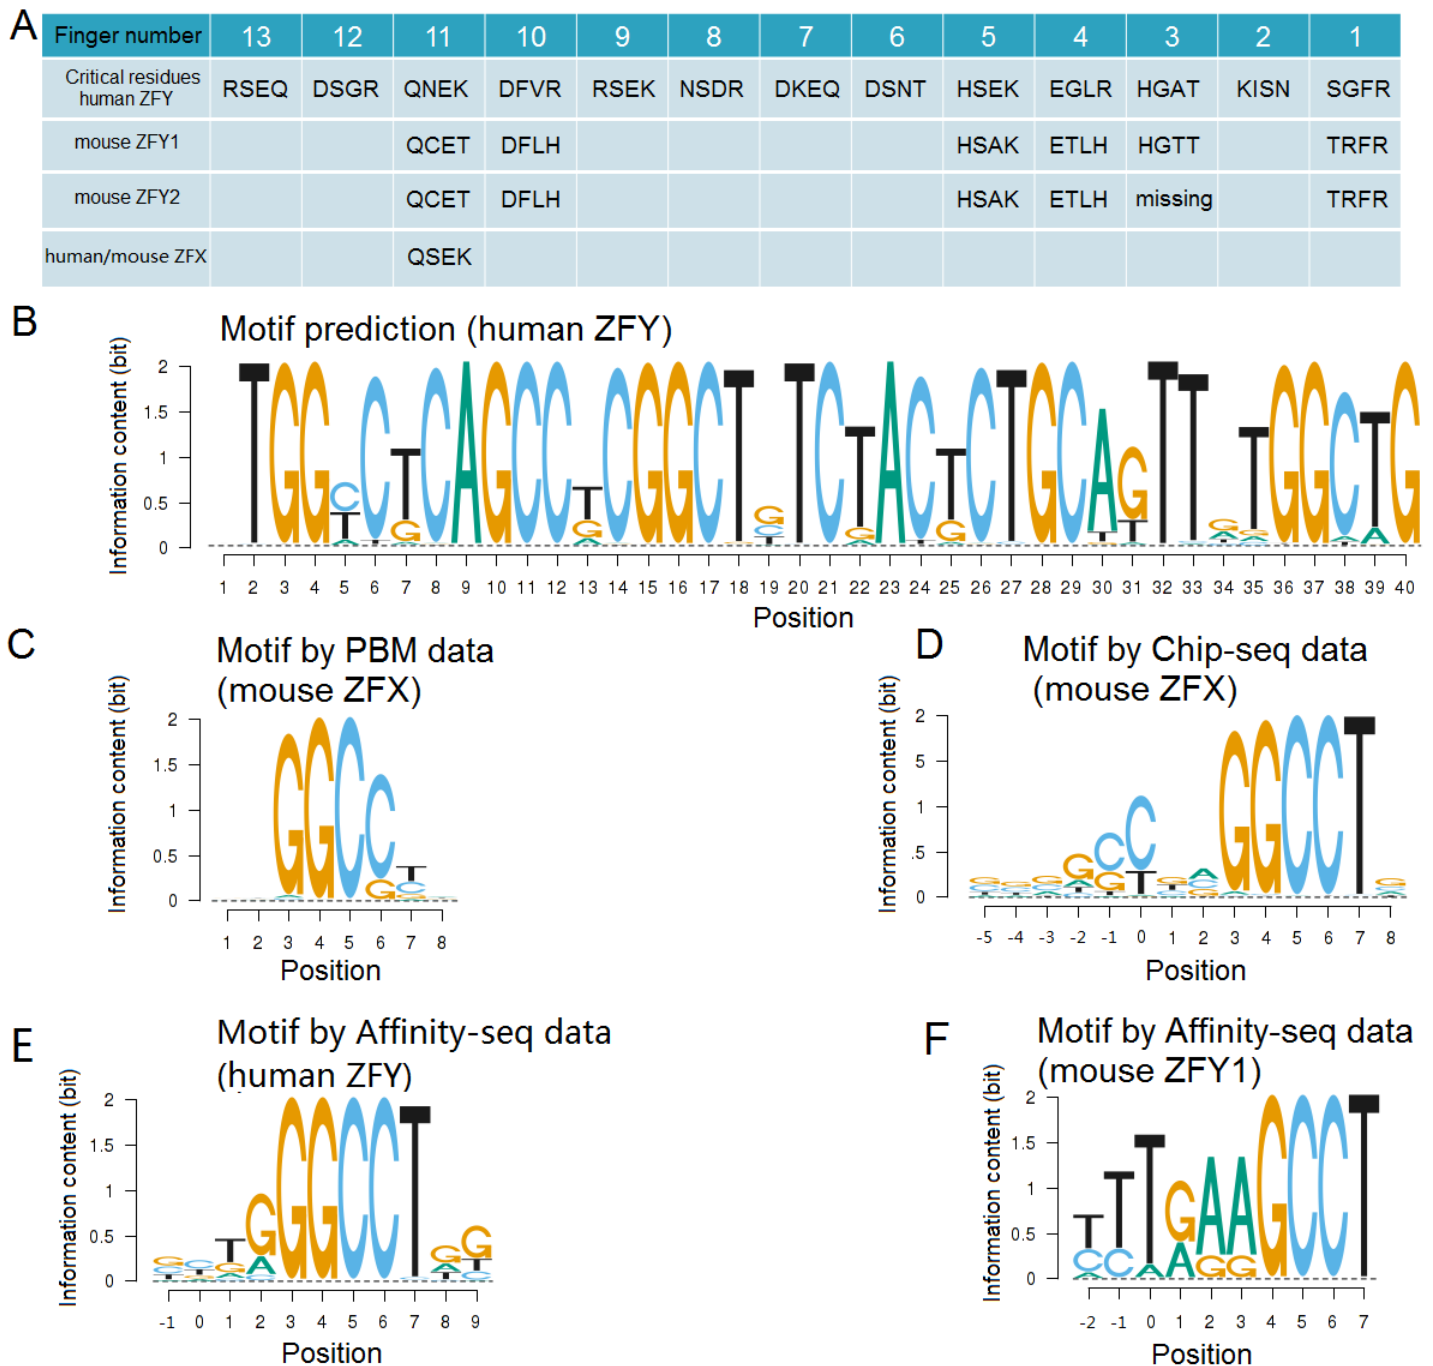 A
Finger number 13 12 11 10 9 8 7 6 5 4 3 2 1
Critical residues
human ZFY
RSEQ DSGR QNEK DFVR RSEK NSDR DKEQ DSNT HSEK EGLR HGAT KISN SGFR
mouse ZFY1 QCET DFLH HSAK ETLH HGTT TRFR
mouse ZFY2 QCET DFLH HSAK ETLH missing TRFR
human/mouse ZFX QSEK
B
Motif prediction (human ZFY)
Information content (bit)
2
1.5
1
0.5
0
1 2 3 4 5 6 7 8 9 10 11 12 13 14 15 16 17 18 19 20 21 22 23 24 25 26 27 28 29 30 31 32 33 34 35 36 37 38 39 40
Position
C
Motif by PBM data
(mouse ZFX)
Information content (bit)
2
1.5
1
0.5
0
1 2 3 4 5 6 7 8
Position
D
Motif by Chip-seq data
(mouse ZFX)
Information content (bit)
2
5
1
.5
0
-5 -4 -3 -2 -1 0 1 2 3 4 5 6 7 8
Position
E
Motif by Affinity-seq data
(human ZFY)
Information content (bit)
2
1.5
1
0.5
0
-1 0 1 2 3 4 5 6 7 8 9
Position
F
Motif by Affinity-seq data
(mouse ZFY1)
Information content (bit)
2
1.5
1
0.5
0
-2 -1 0 1 2 3 4 5 6 7
Position